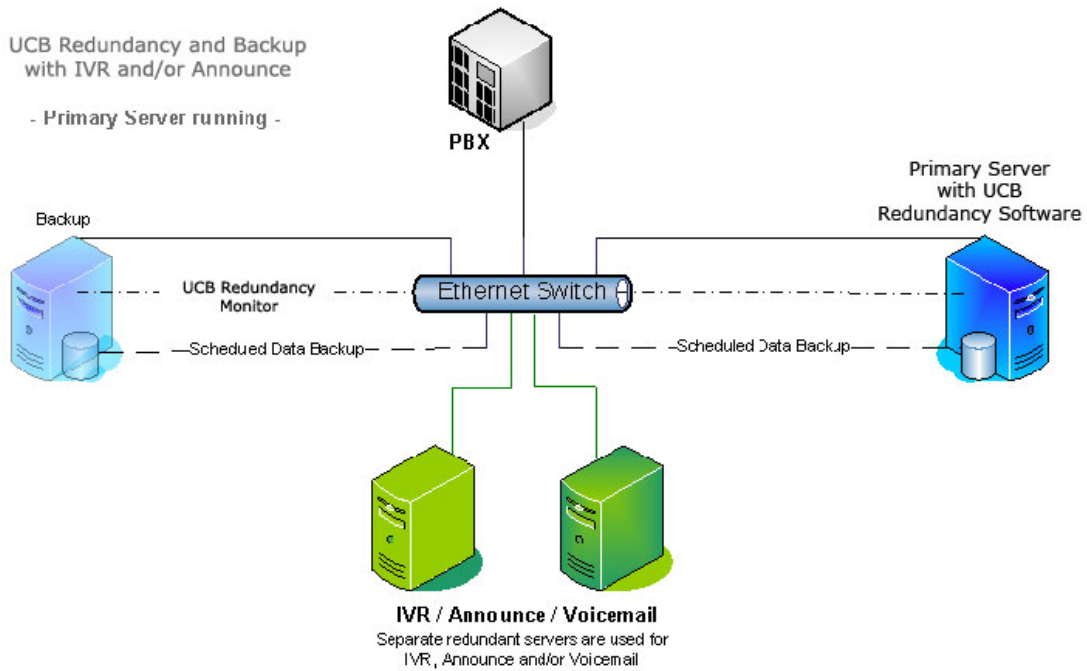 UCB Redundancy and Backup
with IVR and/or Announce
- Primary Server running -
PBX
Primary Server
with UCB
Redundancy Software
Backup
UCB Redundancy
Monitor
Ethernet Switch
Schedued Data Backup
Scheduled Data Backup
IVR / Announce / Voicemail
Separate redundant servers are used for
IVR, Announce and/or Voicemail